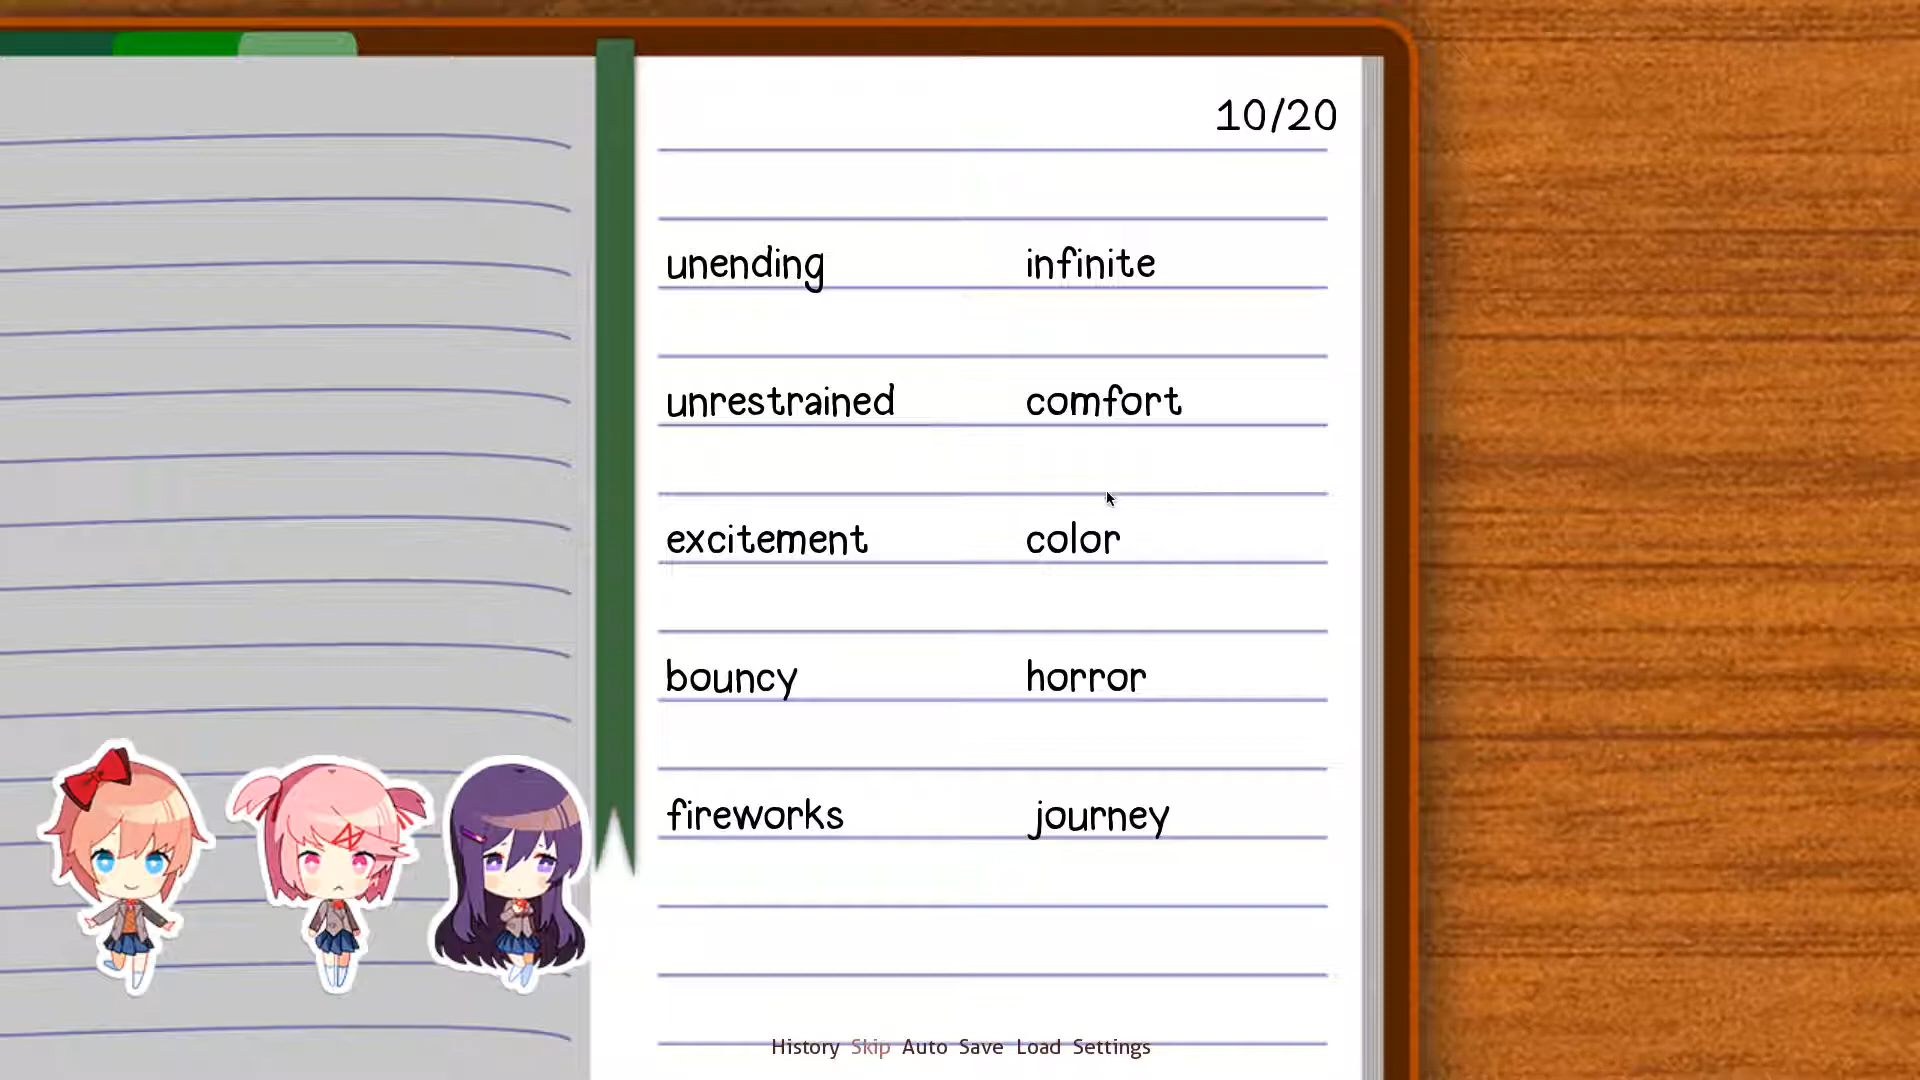 10/20
unending infinite
unrestrained comfort
excitement color
bouncy horror
fireworks journey
History Skip Auto Save Load Settings